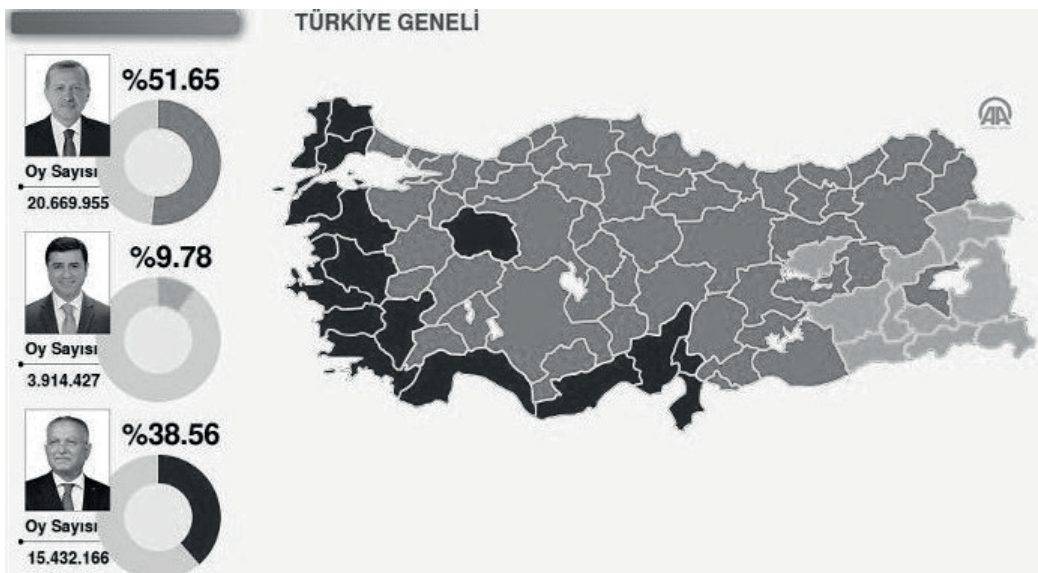 TÜRKİYE GENELİ
%51.65
Oy Sayısı
20.669.955
%9.78
Oy Sayısı
3.914.427
%38.56
Oy Sayısı
15.432.166
AA